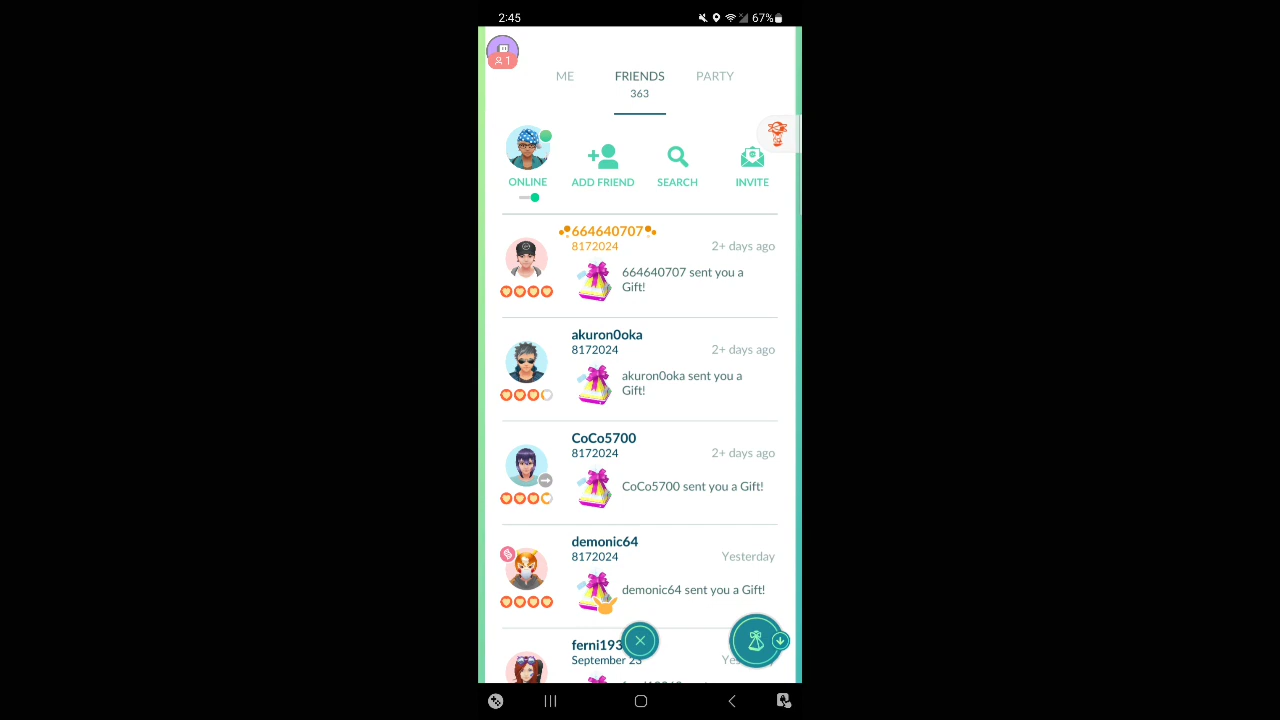 2:45
67%
1
ME
FRIENDS
PARTY
363
ONLINE
ADD FRIEND
SEARCH
INVITE
664640707
8172024
2+ days ago
664640707 sent you a
Gift!
akuron0oka
8172024
2+ days ago
akuron0oka sent you a
Gift!
CoCo5700
8172024
2+ days ago
CoCo5700 sent you a Gift!
demonic64
8172024
Yesterday
demonic64 sent you a Gift!
ferni193
September 23